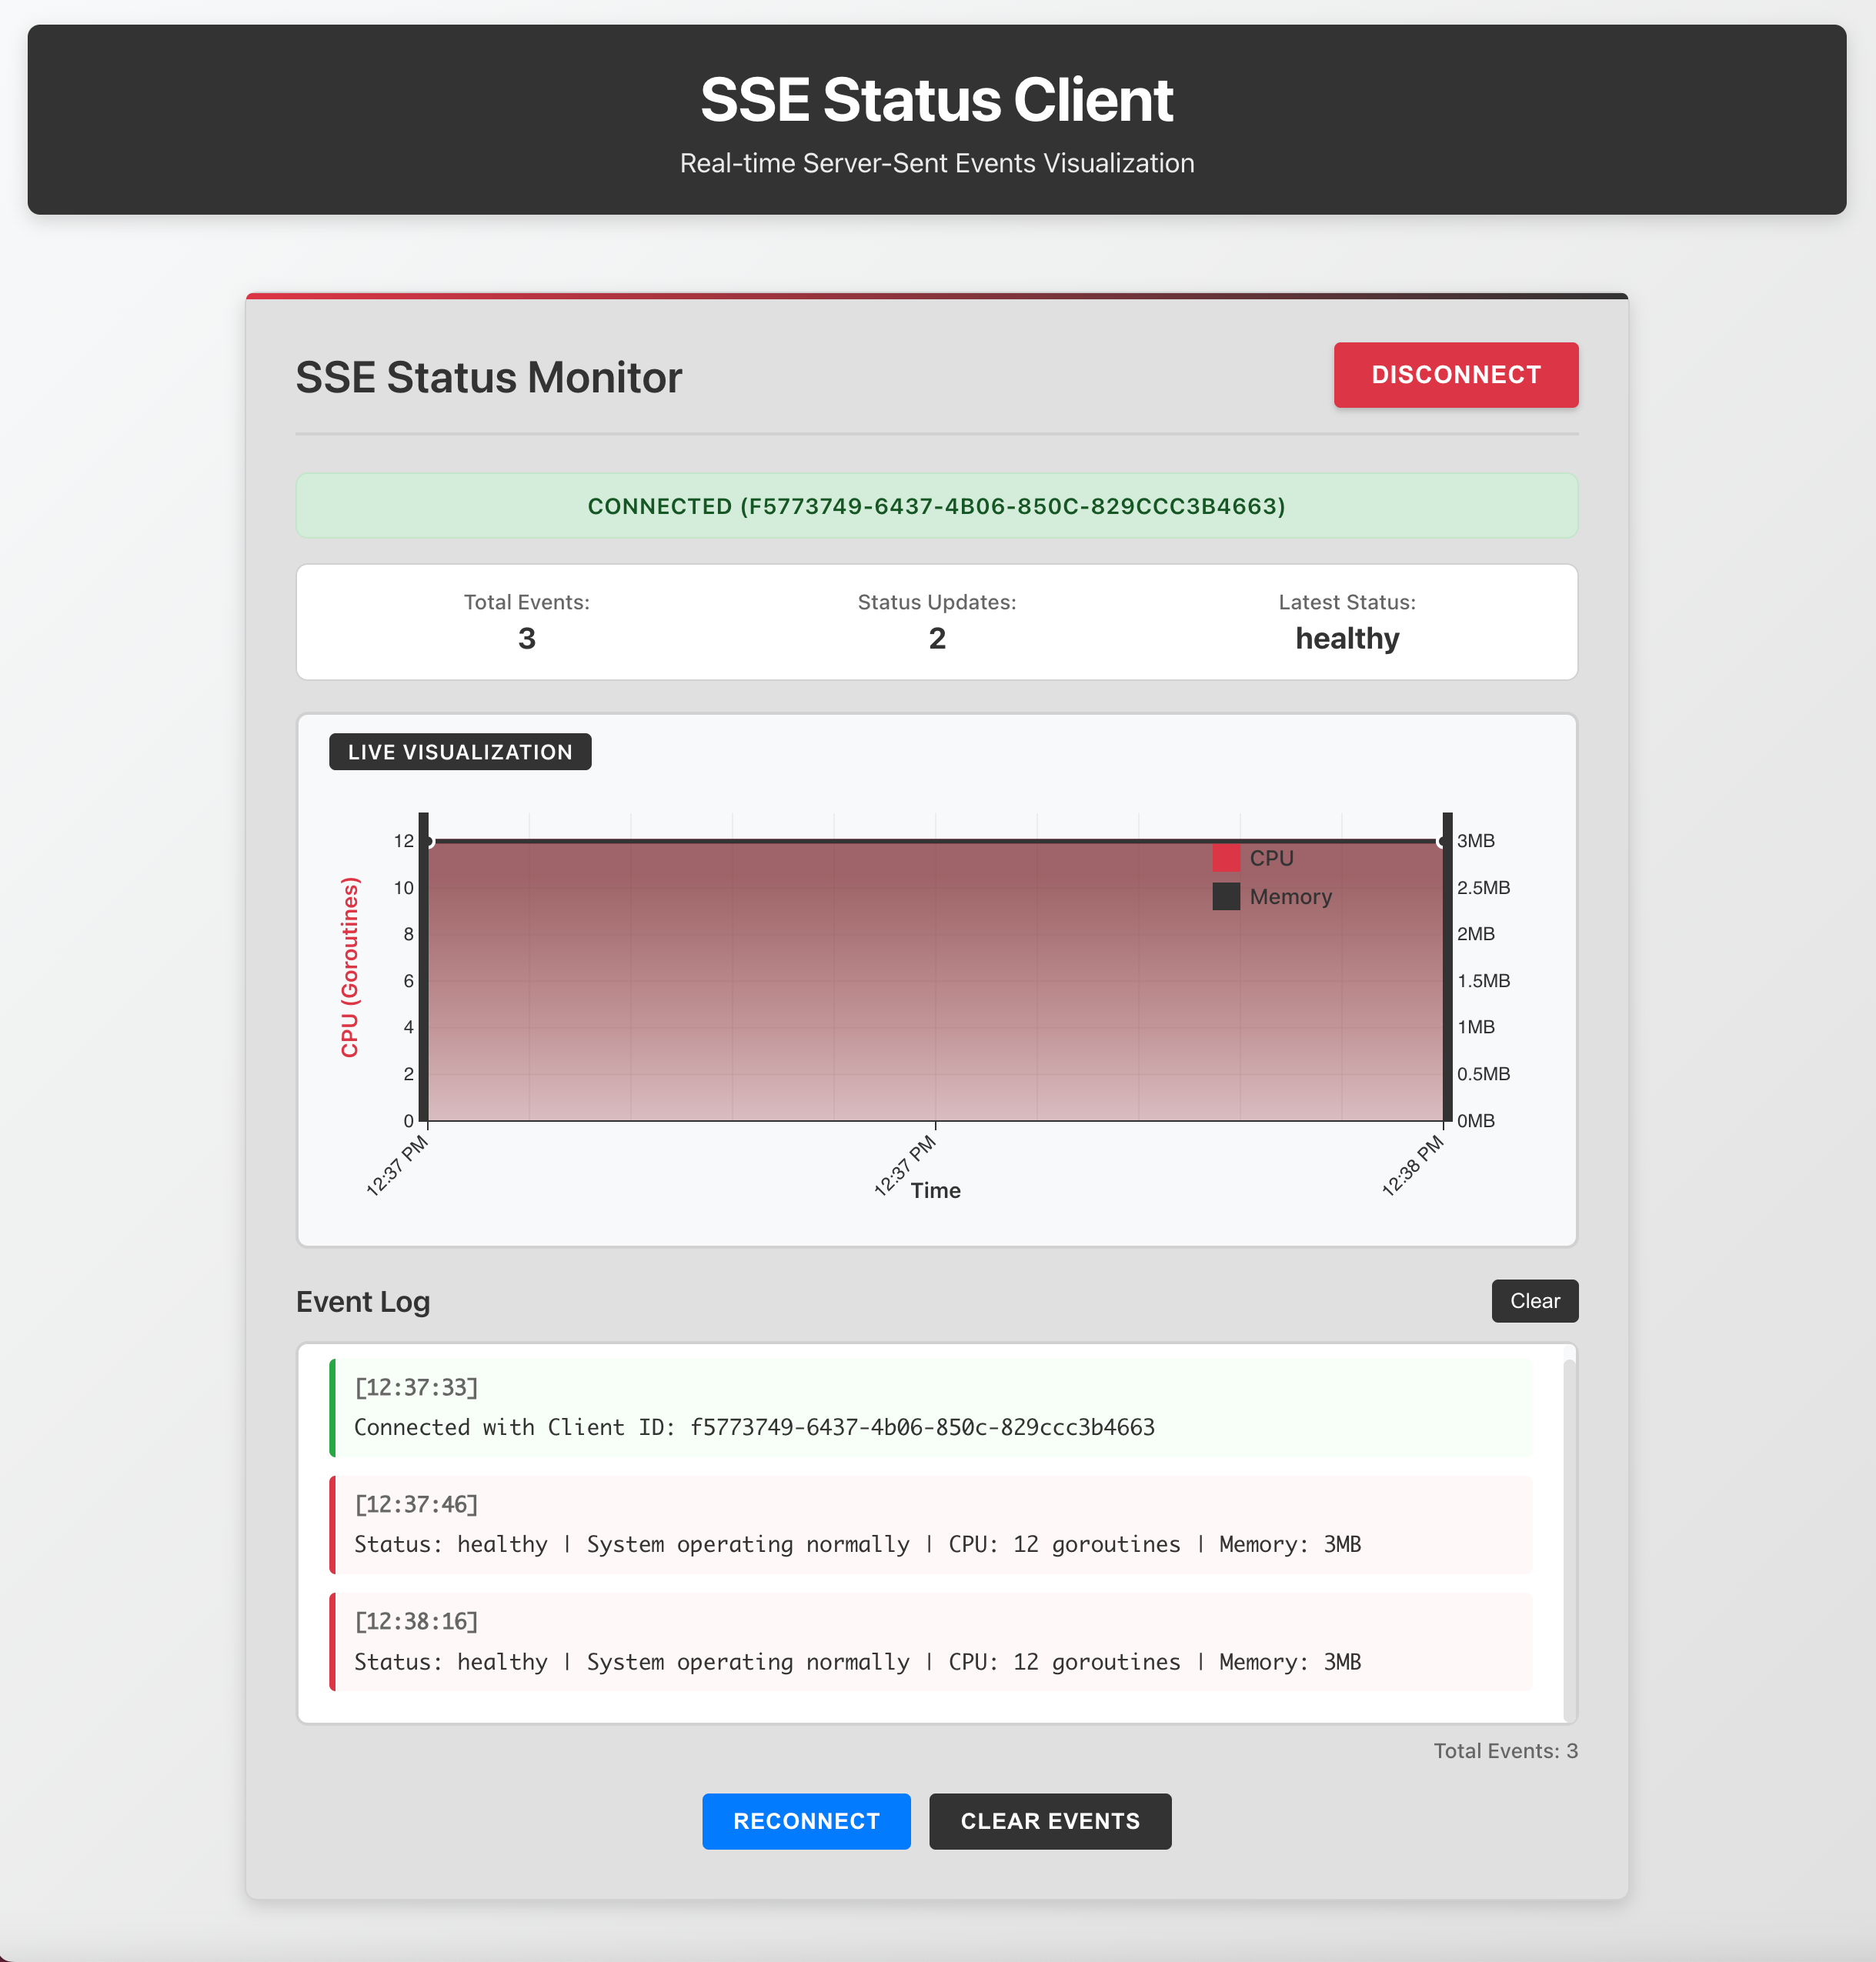 SSE Status Client
Real-time Server-Sent Events Visualization
SSE Status Monitor
DISCONNECT
CONNECTED (F5773749-6437-4B06-850C-829CCC3B4663)
Total Events:
3
Status Updates:
2
Latest Status:
healthy
LIVE VISUALIZATION
CPU (Goroutines)
12
10
8
6
4
2
0
CPU
Memory
3MB
2.5MB
2MB
1.5MB
1MB
0.5MB
0MB
12:37 PM
12:37 PM
12:38 PM
Time
Event Log
Clear
[12:37:33]
Connected with Client ID: f5773749-6437-4b06-850c-829ccc3b4663
[12:37:46]
Status: healthy | System operating normally | CPU: 12 goroutines | Memory: 3MB
[12:38:16]
Status: healthy | System operating normally | CPU: 12 goroutines | Memory: 3MB
Total Events: 3
RECONNECT
CLEAR EVENTS